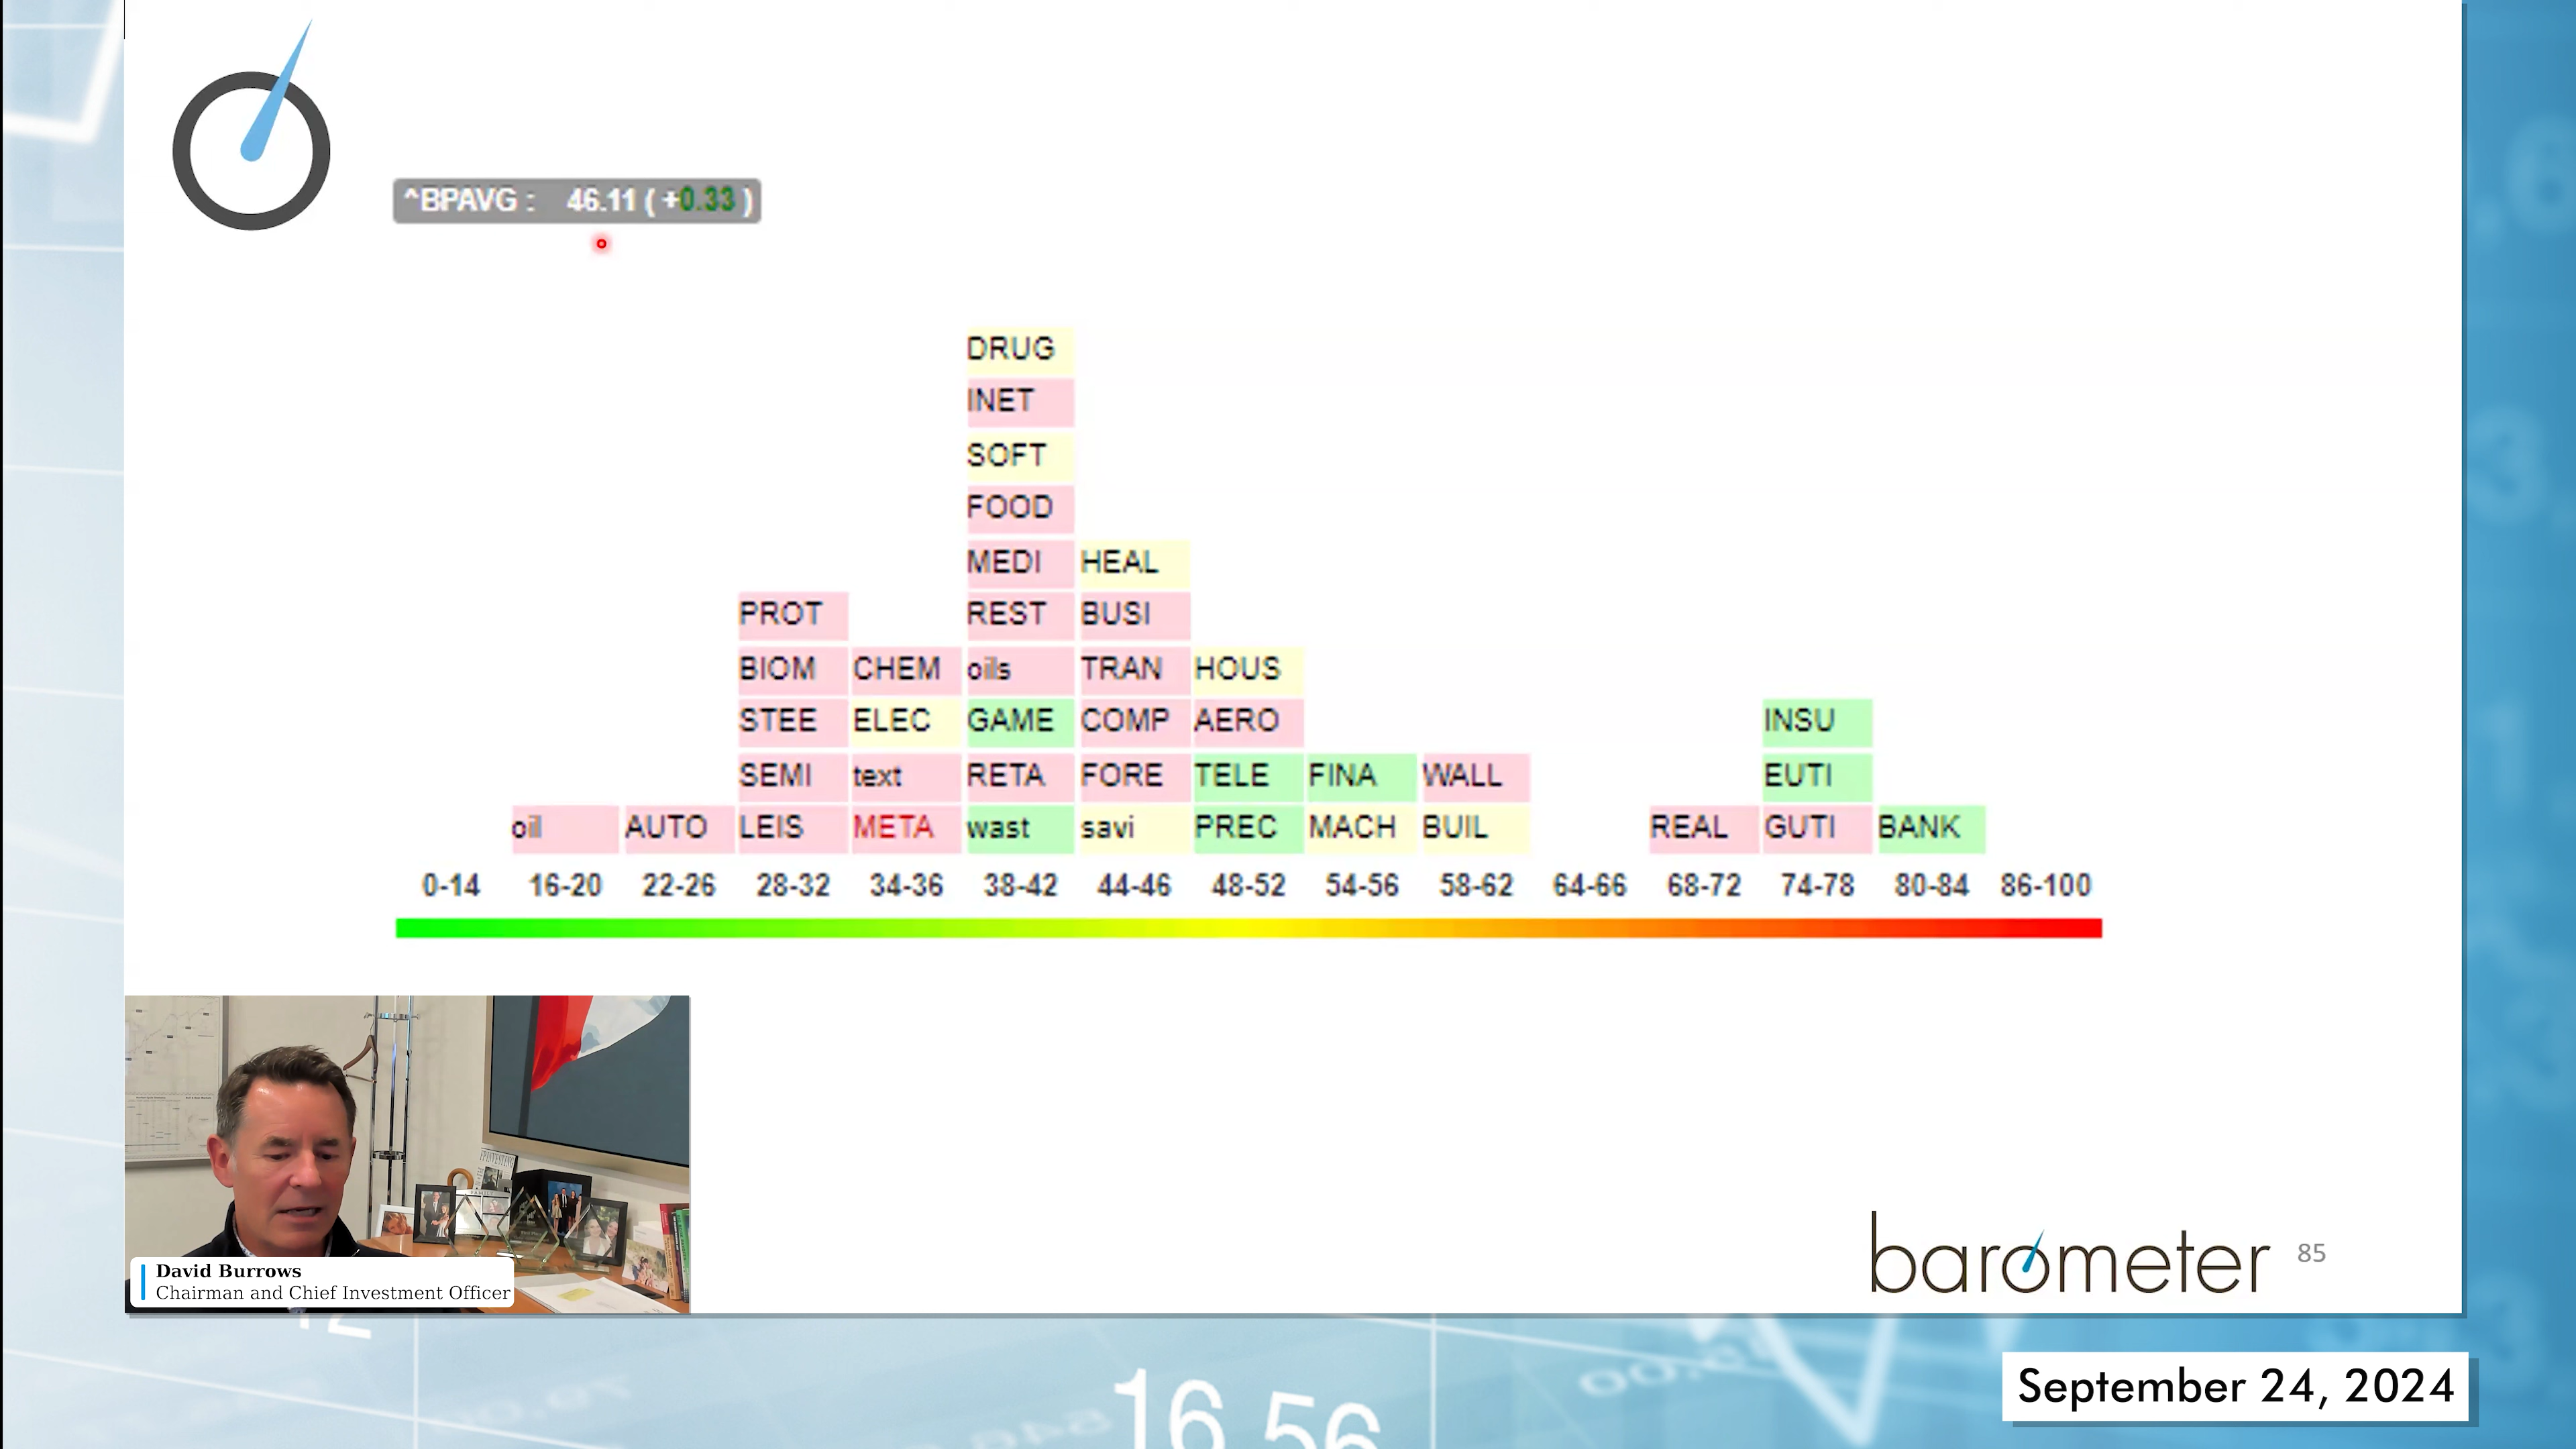 ^BPAVG : 46.11 ( +0.33 )
DRUG
INET
SOFT
FOOD
MEDI HEAL
PROT REST BUSI
BIOM CHEM oils TRAN HOUS
STEE ELEC GAME COMP AERO INSU
SEMI text RETA FORE TELE FINA WALL EUTI
oil AUTO LEIS META wast savi PREC MACH BUIL REAL GUTI BANK
0-14 16-20 22-26 28-32 34-36 38-42 44-46 48-52 54-56 58-62 64-66 68-72 74-78 80-84 86-100
David Burrows
Chairman and Chief Investment Officer
barometer 85
16.56
September 24, 2024